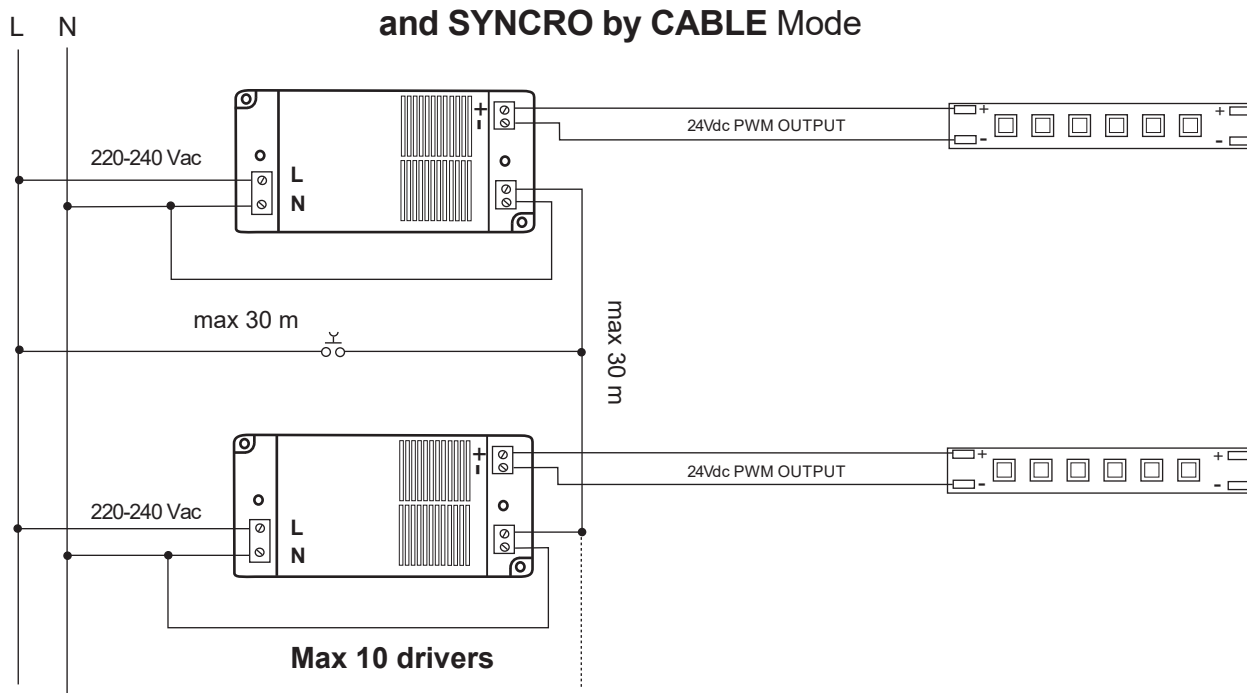 and SYNCRO by CABLE Mode
L N
+
-
24Vdc PWM OUTPUT
+
-
+
-
220-240 Vac
L
N
max 30 m
max 30 m
+
-
24Vdc PWM OUTPUT
+
-
+
-
220-240 Vac
L
N
Max 10 drivers